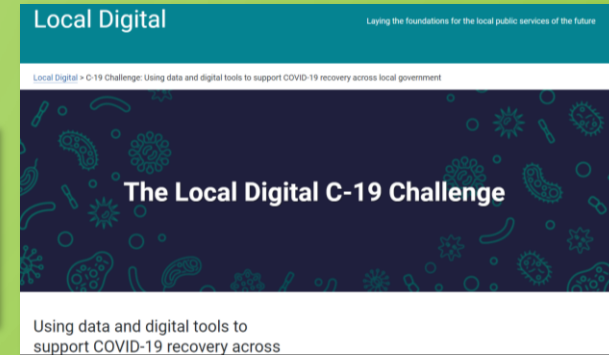 Local Digital
Laying the foundations for the local public services of the future
Local Digital > C-19 Challenge: Using data and digital tools to support COVID-19 recovery across local government
The Local Digital C-19 Challenge
Using data and digital tools to
support COVID-19 recovery across